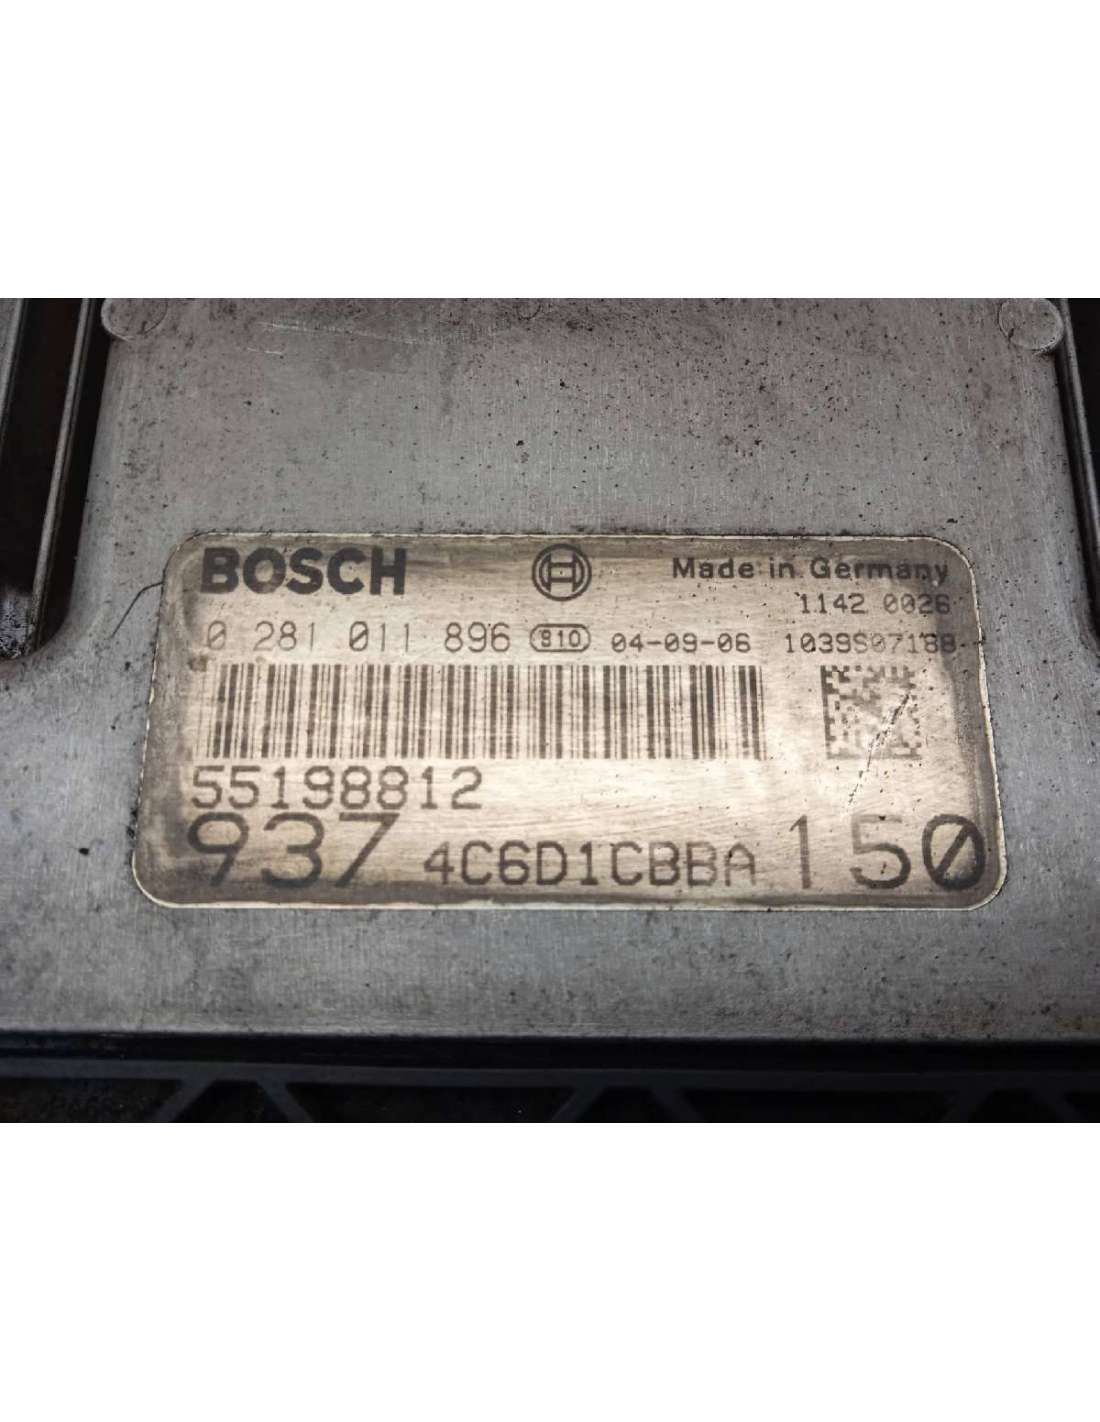 BOSCH Made in Germany
1142 0026
0 281 011 896 810 04-09-06 1039S07188
55198812
937 4C6D1CBBA 150